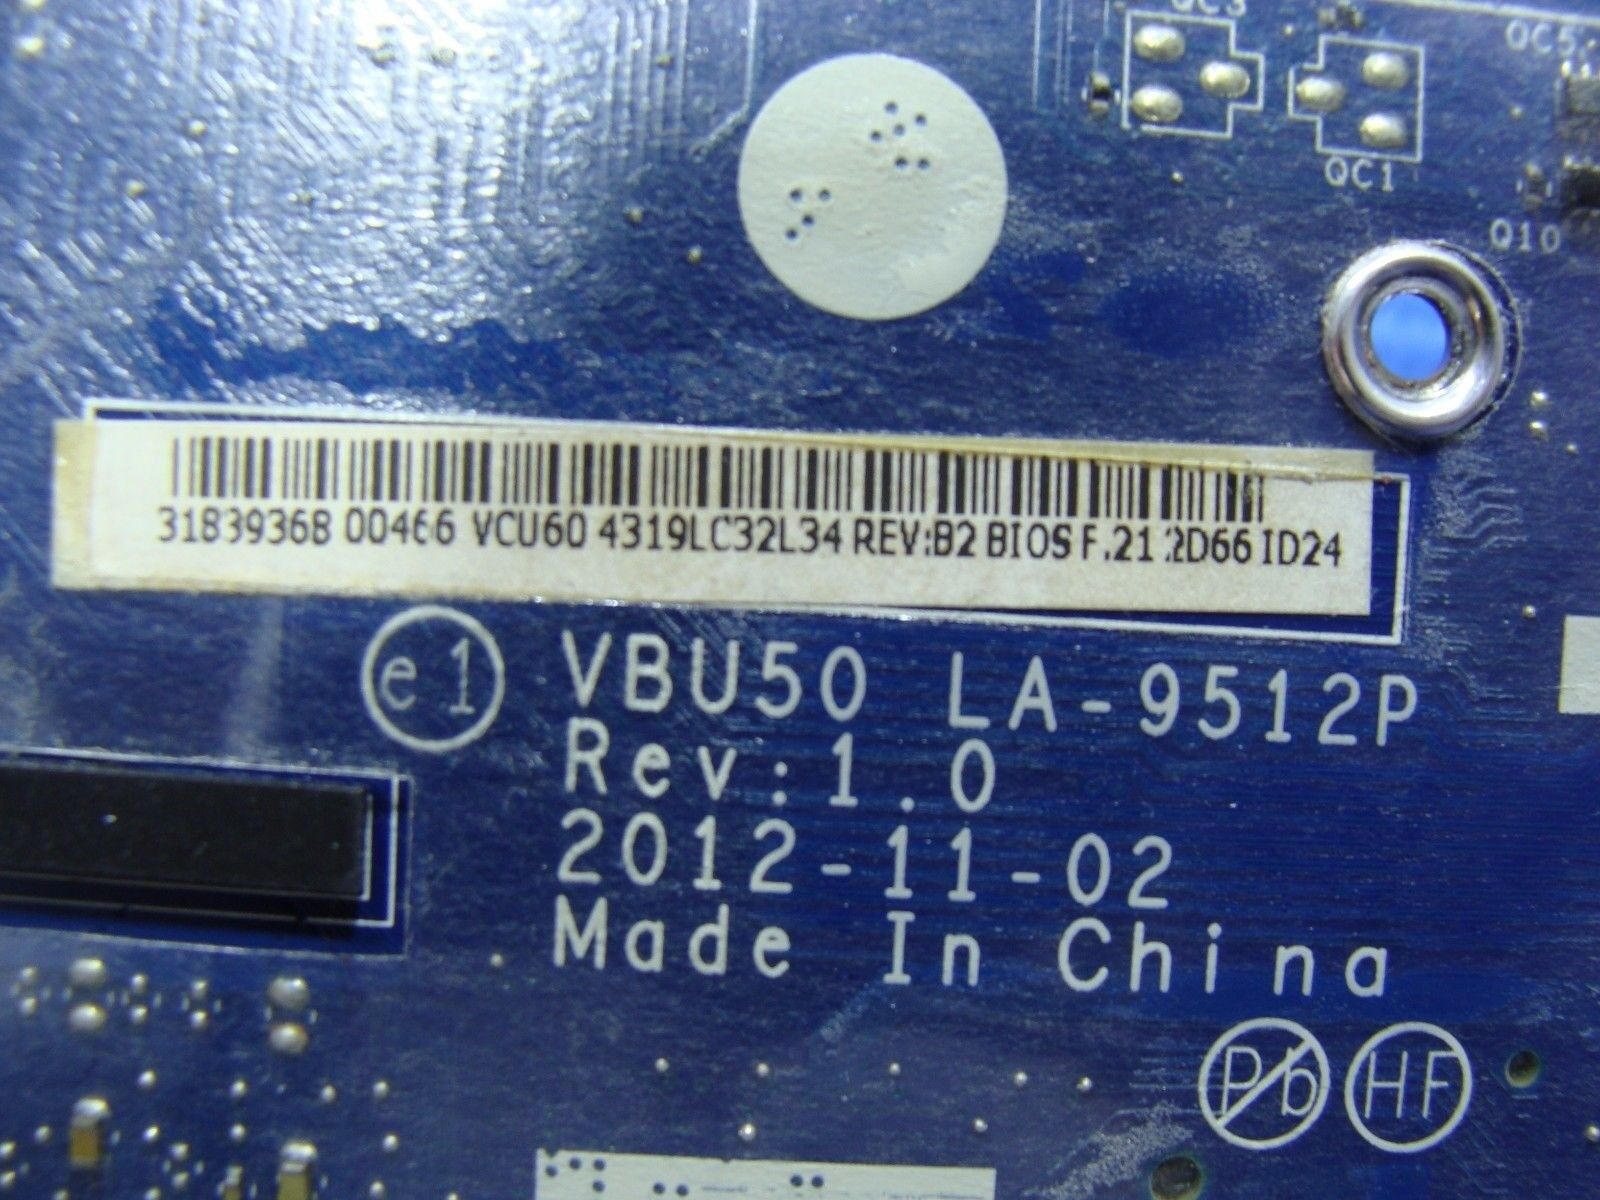 QC3
QC5
QC1
Q10
31839368 00466 VCU60 4319LC32L34 REV:B2 BIOS F.21 2D66 ID24
e1 VBU50 LA-9512P
Rev:1.0
2012-11-02
Made In China
Pb HF